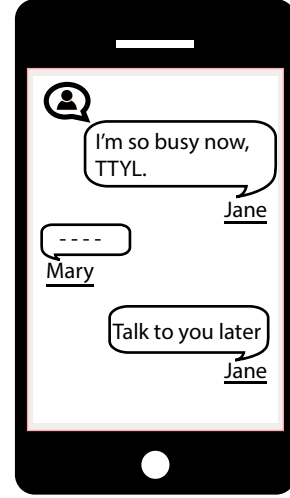 I'm so busy now,
TTYL.
Jane
- - - -
Mary
Talk to you later
Jane